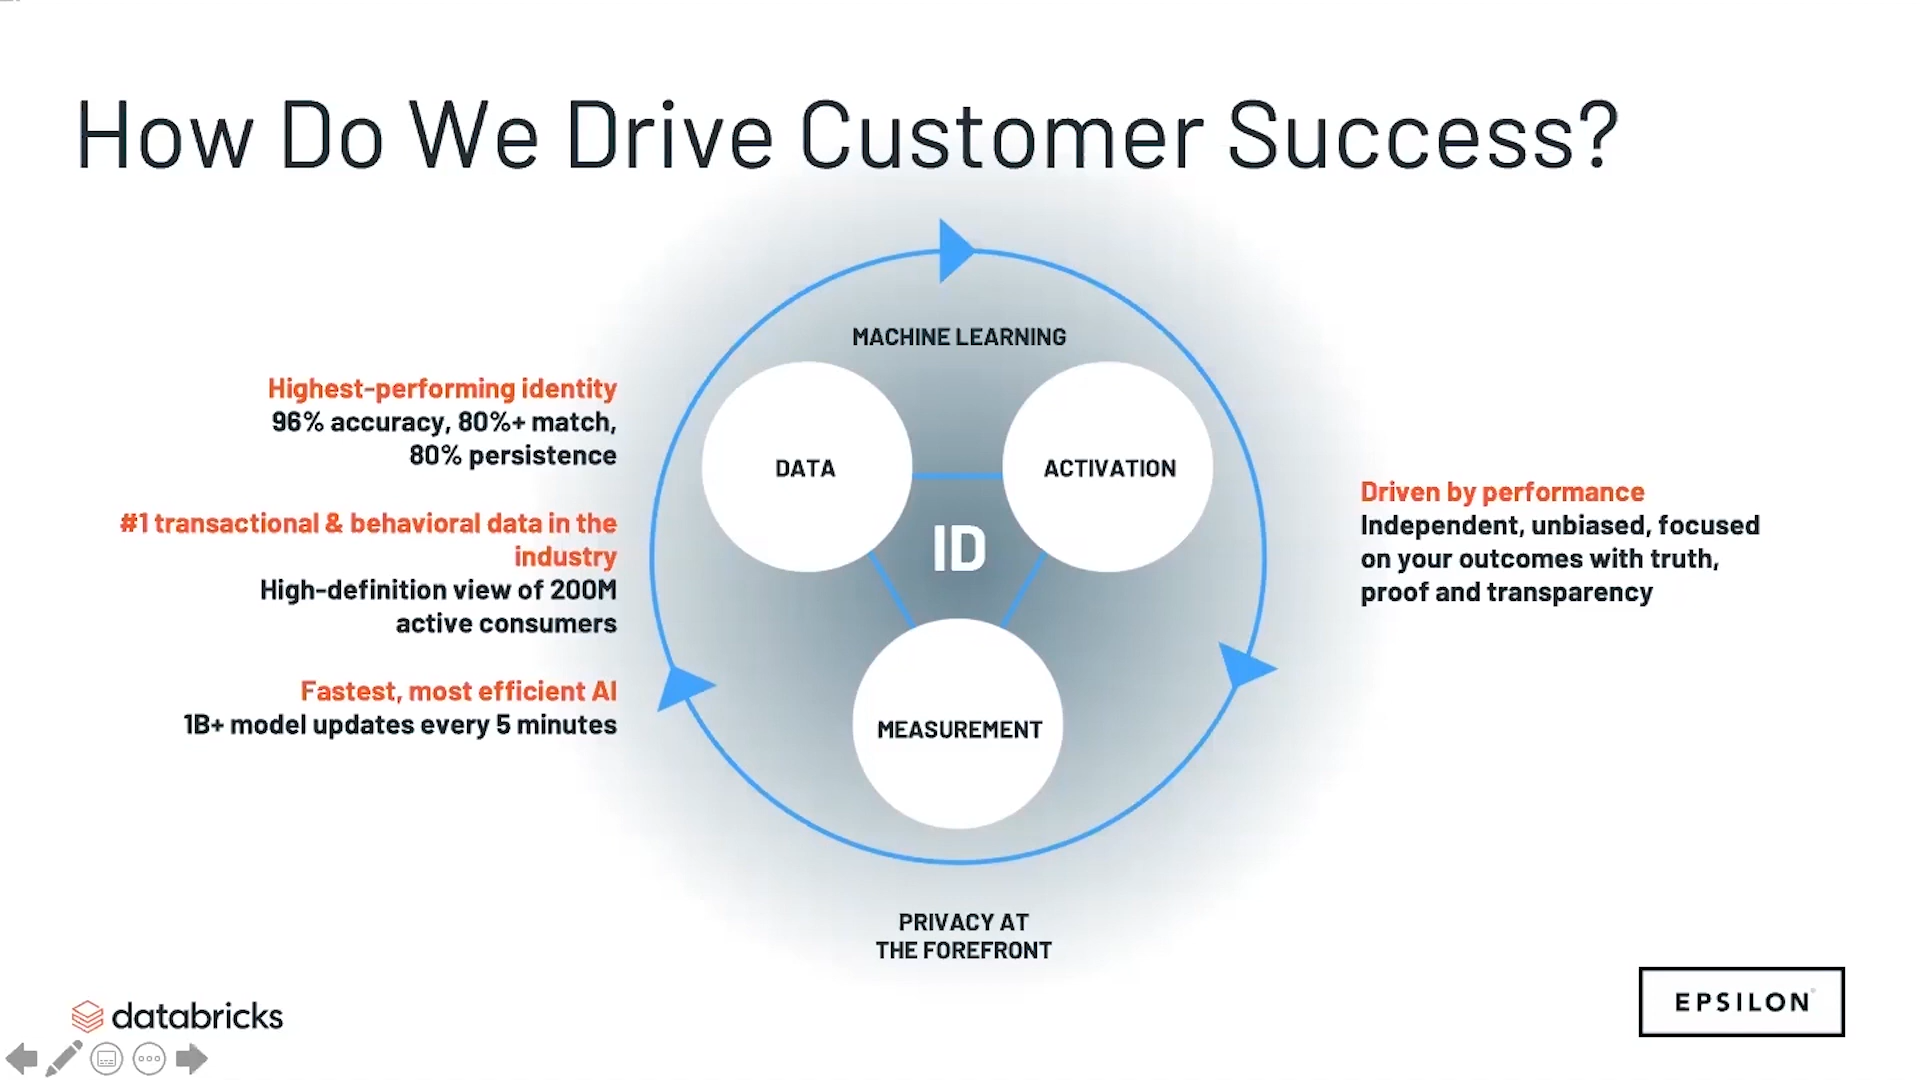 How Do We Drive Customer Success?
MACHINE LEARNING
Highest-performing identity
96% accuracy, 80%+ match,
80% persistence
#1 transactional & behavioral data in the
industry
High-definition view of 200M
active consumers
Fastest, most efficient AI
1B+ model updates every 5 minutes
DATA
ACTIVATION
ID
MEASUREMENT
Driven by performance
Independent, unbiased, focused
on your outcomes with truth,
proof and transparency
PRIVACY AT
THE FOREFRONT
databricks
EPSILON